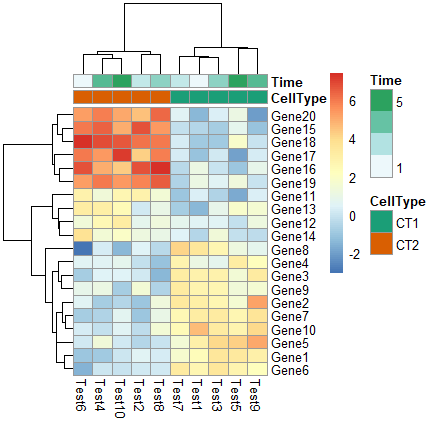 Time
CellType
Gene20
Gene15
Gene18
Gene17
Gene16
Gene19
Gene11
Gene13
Gene12
Gene14
Gene8
Gene4
Gene3
Gene9
Gene2
Gene7
Gene10
Gene5
Gene1
Gene6
Test6
Test4
Test10
Test2
Test8
Test7
Test1
Test3
Test5
Test9
6
4
2
0
-2
Time
5
1
CellType
CT1
CT2